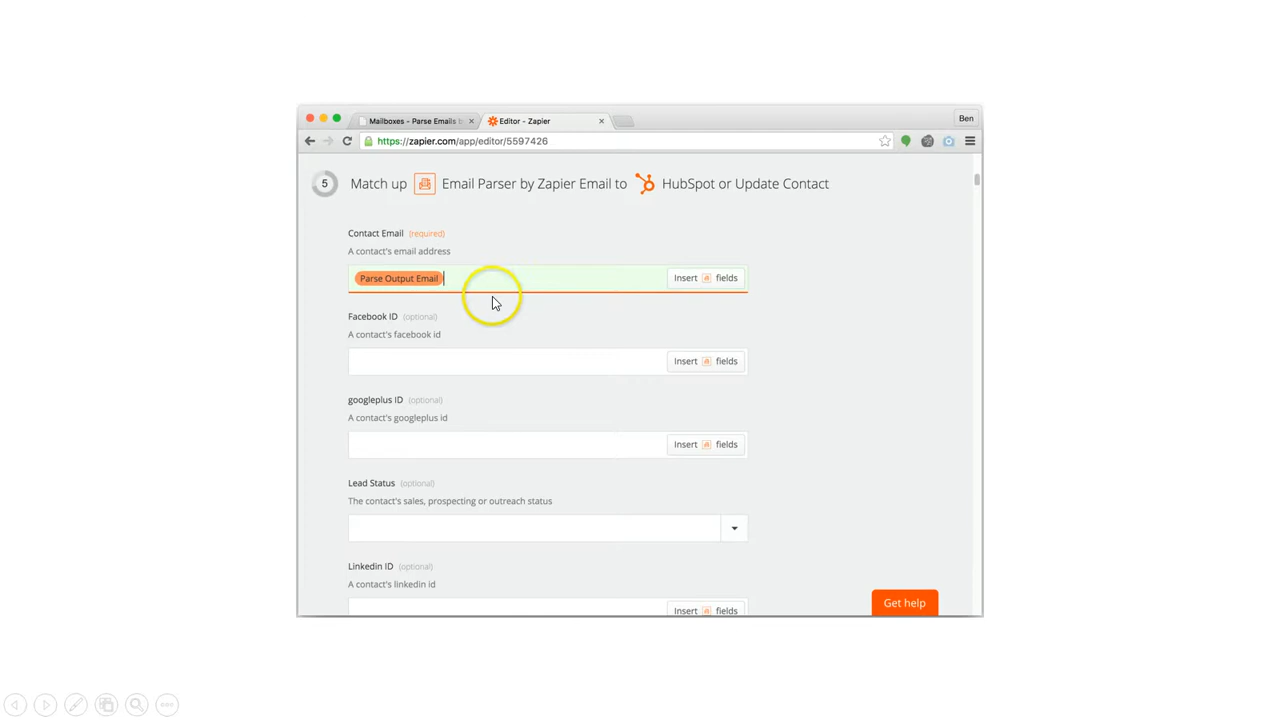 Mailboxes - Parse Emails b
Editor - Zapier
Ben
https://zapier.com/app/editor/5597426
5 Match up Email Parser by Zapier Email to HubSpot or Update Contact
Contact Email (required)
A contact's email address
Parse Output Email
Insert fields
Facebook ID (optional)
A contact's facebook id
Insert fields
googleplus ID (optional)
A contact's googleplus id
Insert fields
Lead Status (optional)
The contact's sales, prospecting or outreach status
Linkedin ID (optional)
A contact's linkedin id
Insert fields
Get help